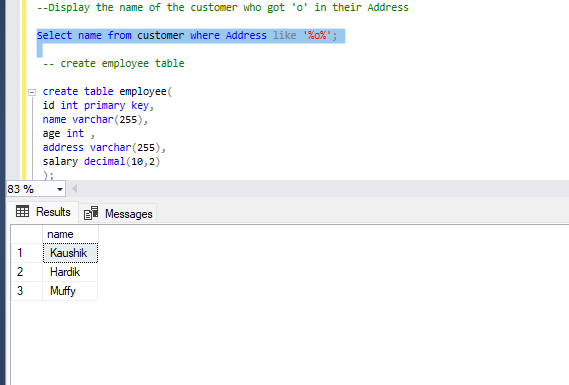 --Display the name of the customer who got 'o' in their Address
Select name from customer where Address like '%o%';
-- create employee table
create table employee(
id int primary key,
name varchar(255),
age int ,
address varchar(255),
salary decimal(10,2)
);
83 %
Results Messages
name
1 Kaushik
2 Hardik
3 Muffy